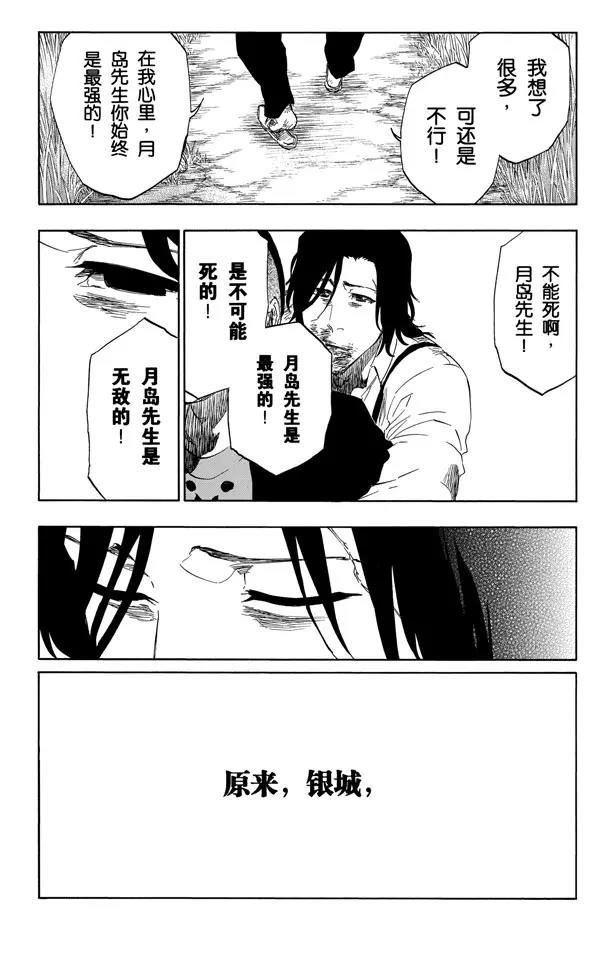 我想了
很多，
可还是
不行！
在我心里，月
岛先生你始终
是最强的！
不能死啊，
月岛先生！
月岛先生是
最强的！
是不可能
死的！
月岛先生是
无敌的！
原来，银城，